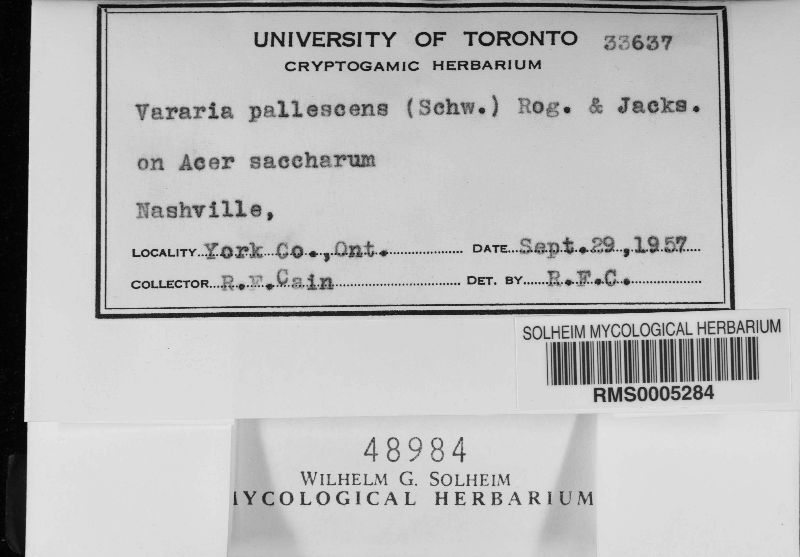 UNIVERSITY OF TORONTO 33637
CRYPTOGAMIC HERBARIUM
Vararia pallescens (Schw.) Rog. & Jacks.
on Acer saccharum
Nashville,
LOCALITY York Co., Ont. DATE Sept. 29, 1957
COLLECTOR R.F. Cain DET. BY R.F.C.
SOLHEIM MYCOLOGICAL HERBARIUM
RMS0005284
48984
WILHELM G. SOLHEIM
MYCOLOGICAL HERBARIUM